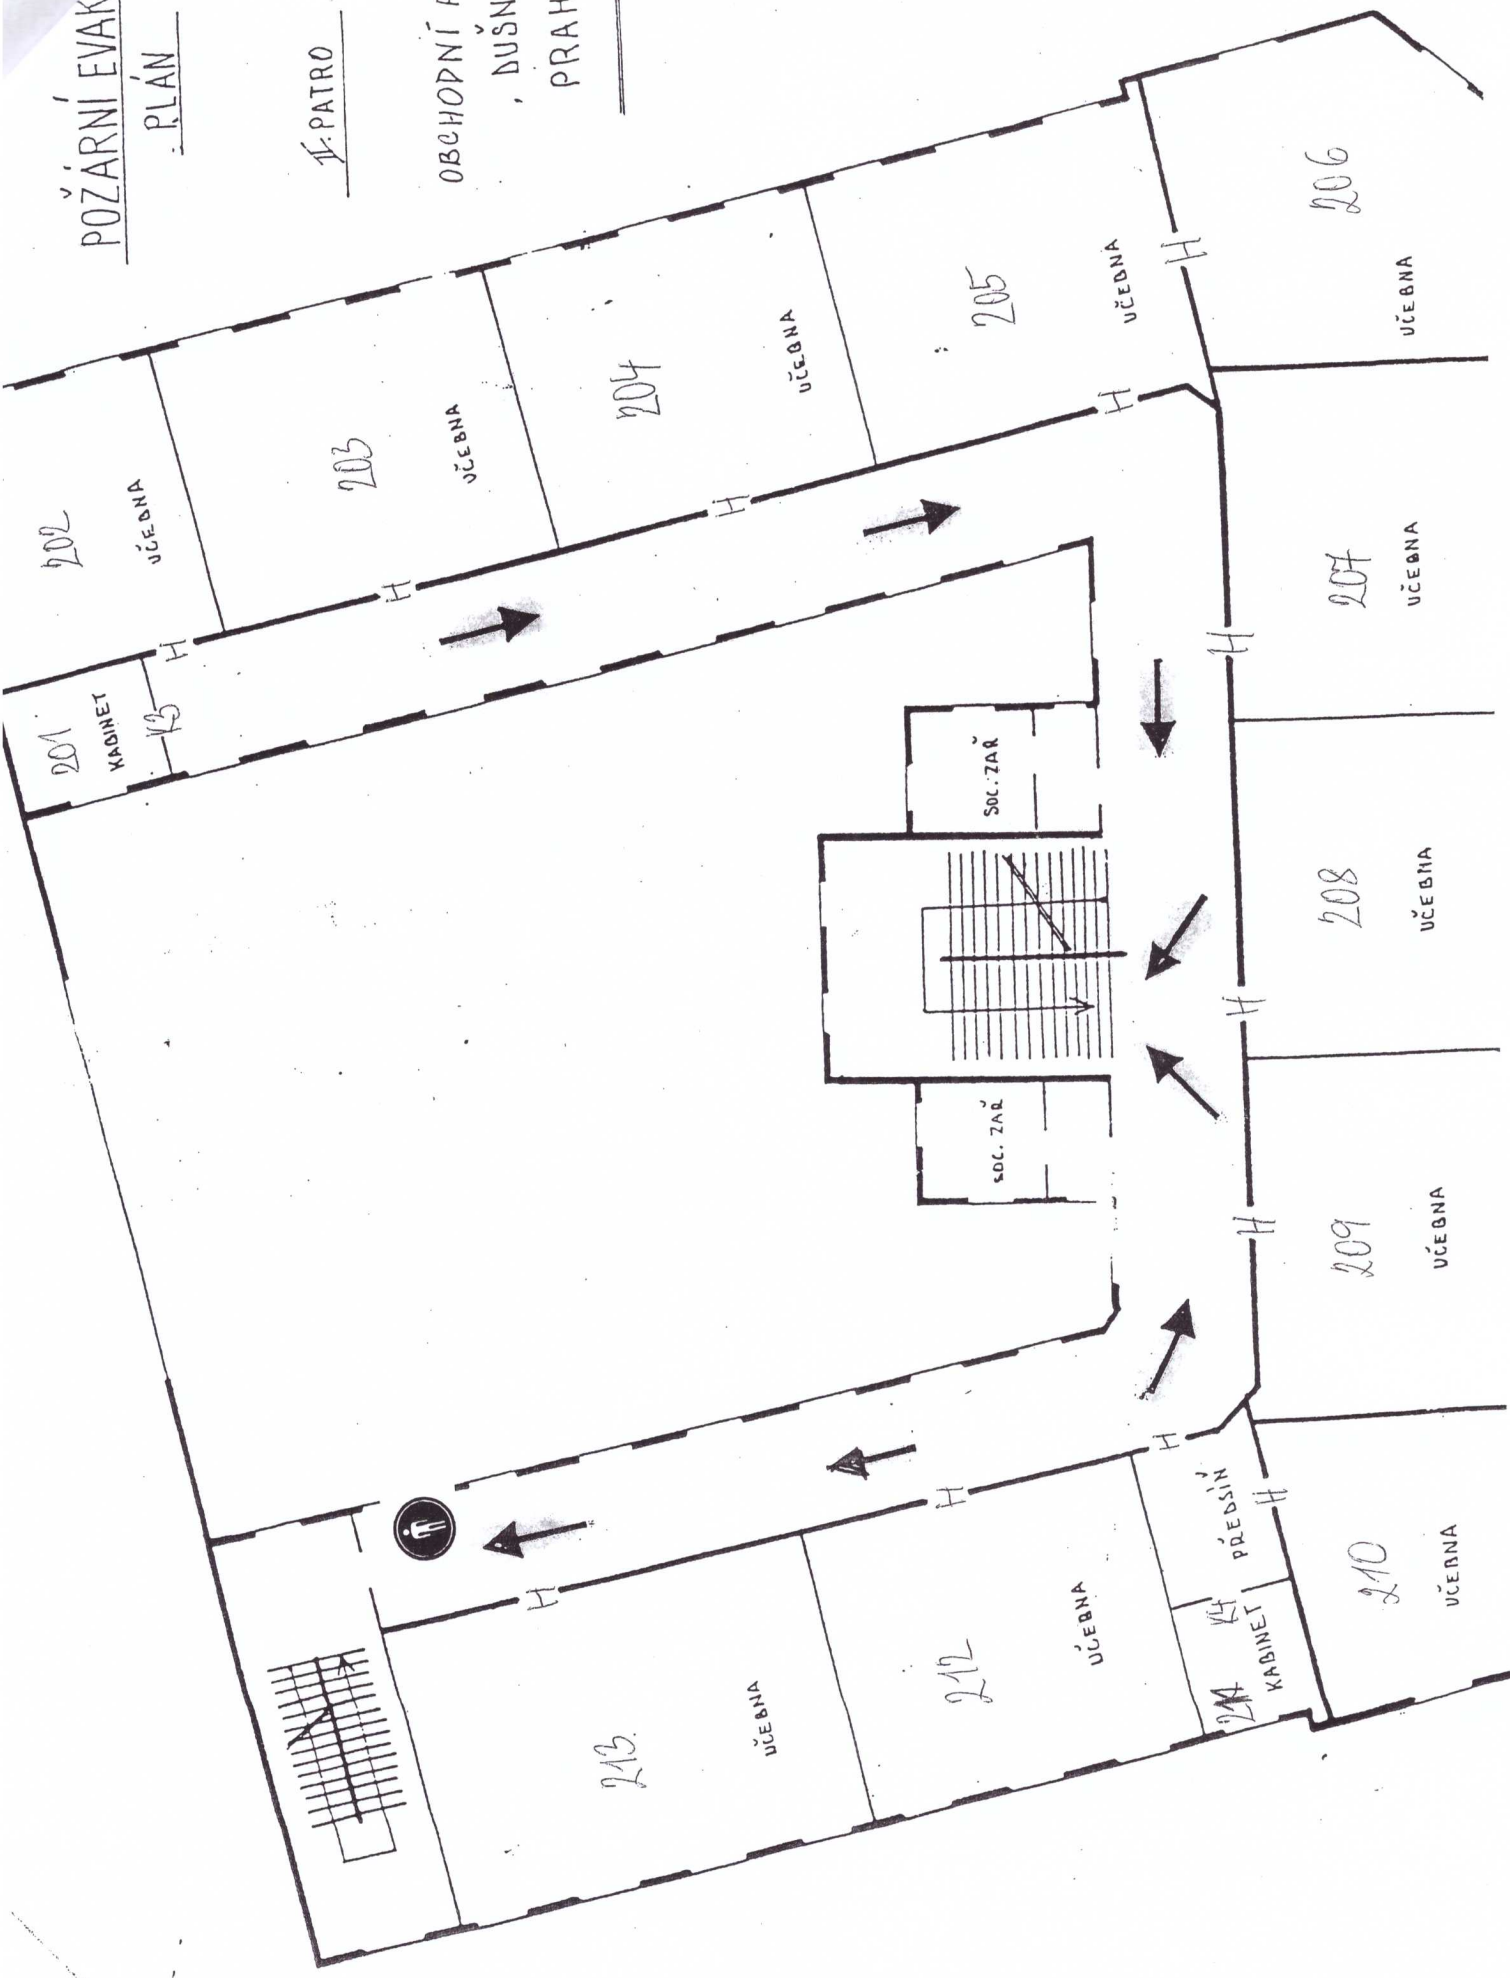 POŽÁRNÍ EVAK
PLÁN
II. PATRO
OBCHODNÍ A
DUŠN
PRAH
201
KABINET
K3
202
UČEBNA
203
UČEBNA
204
UČEBNA
205
UČEBNA
206
UČEBNA
207
UČEBNA
208
UČEBNA
209
UČEBNA
210
UČEBNA
SOC. ZAŘ
SOC. ZAŘ
PŘEDSÍŇ
K4
KABINET
212
UČEBNA
213
UČEBNA